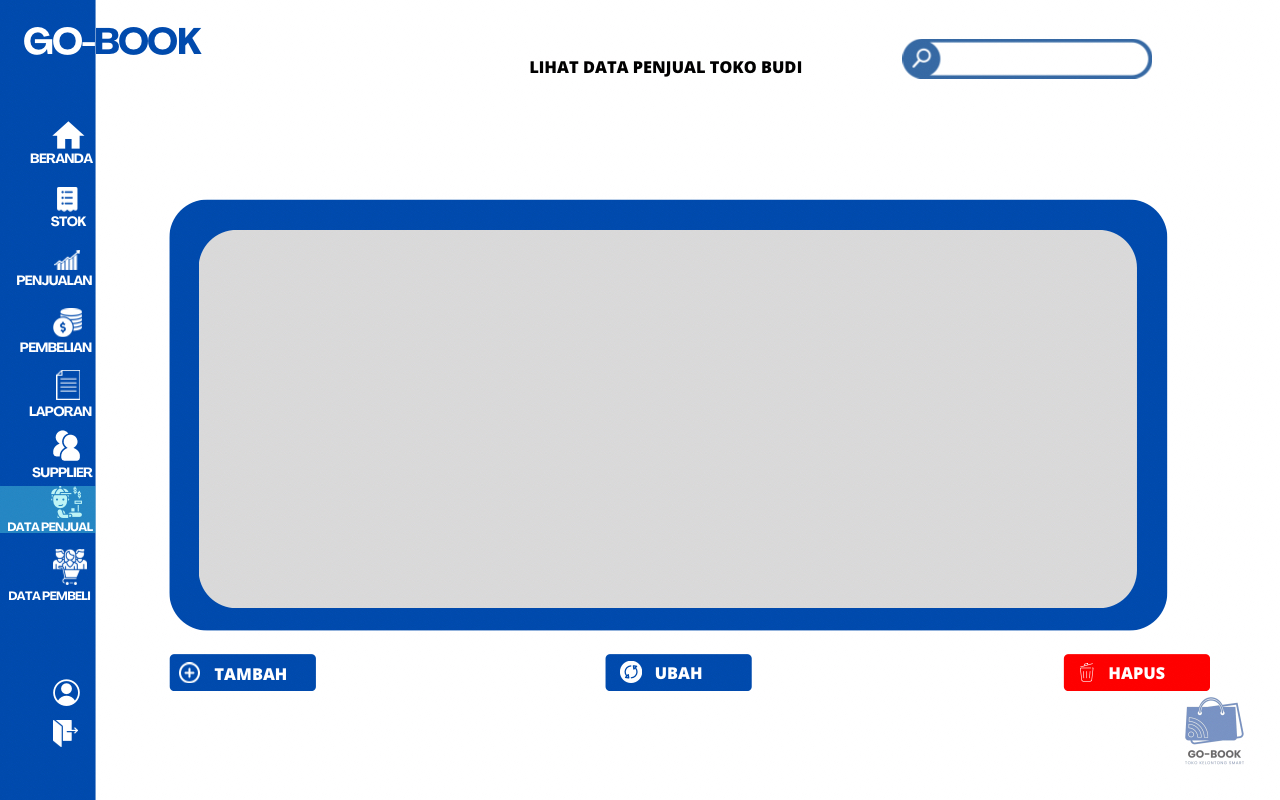 GO-BOOK
LIHAT DATA PENJUAL TOKO BUDI
BERANDA
STOK
PENJUALAN
PEMBELIAN
LAPORAN
SUPPLIER
DATA PENJUAL
DATA PEMBELI
TAMBAH
UBAH
HAPUS
GO-BOOK
TOKO KELONTONG SMART